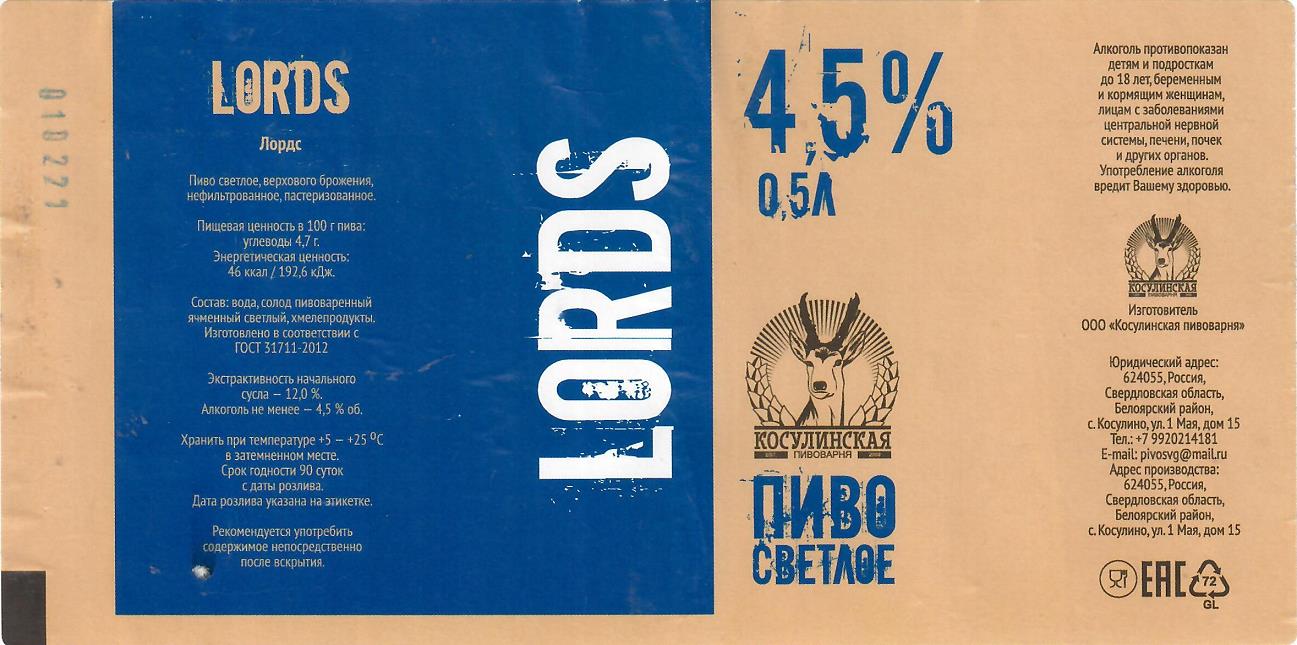 010221
LORDS
Лордс
Пиво светлое, верхового брожения,
нефильтрованное, пастеризованное.
Пищевая ценность в 100 г пива:
углеводы 4,7 г.
Энергетическая ценность:
46 ккал / 192,6 кДж.
Состав: вода, солод пивоваренный
ячменный светлый, хмелепродукты.
Изготовлено в соответствии с
ГОСТ 31711-2012
Экстрактивность начального
сусла — 12,0 %.
Алкоголь не менее — 4,5 % об.
Хранить при температуре +5 — +25 ⁰С
в затемненном месте.
Срок годности 90 суток
с даты розлива.
Дата розлива указана на этикетке.
Рекомендуется употребить
содержимое непосредственно
после вскрытия.
LORDS
4,5%
0,5Л
КОСУЛИНСКАЯ
ПИВОВАРНЯ
ПИВО
СВЕТЛОЕ
Алкоголь противопоказан
детям и подросткам
до 18 лет, беременным
и кормящим женщинам,
лицам с заболеваниями
центральной нервной
системы, печени, почек
и других органов.
Употребление алкоголя
вредит Вашему здоровью.
КОСУЛИНСКАЯ
ПИВОВАРНЯ
Изготовитель
ООО «Косулинская пивоварня»
Юридический адрес:
624055, Россия,
Свердловская область,
Белоярский район,
с. Косулино, ул. 1 Мая, дом 15
Тел.: +7 9920214181
E-mail: pivosvg@mail.ru
Адрес производства:
624055, Россия,
Свердловская область,
Белоярский район,
с. Косулино, ул. 1 Мая, дом 15
EAC
72
GL